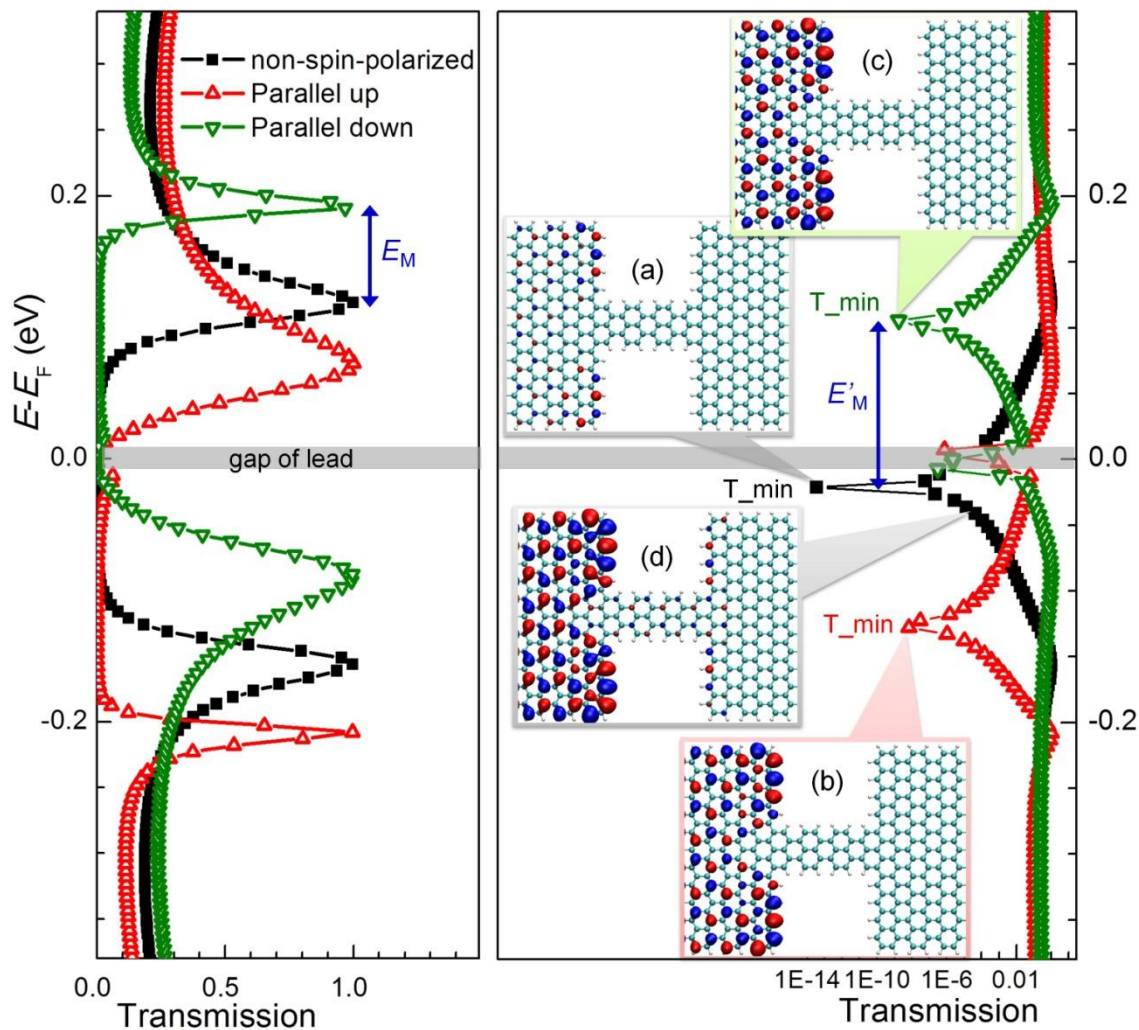 non-spin-polarized
Parallel up
Parallel down
E_M
gap of lead
E-E_F (eV)
0.2
0.0
-0.2
0.0 0.5 1.0
Transmission
(c)
(a)
T_min
E'_M
T_min
(d)
T_min
(b)
0.2
0.0
-0.2
1E-14 1E-10 1E-6 0.01
Transmission